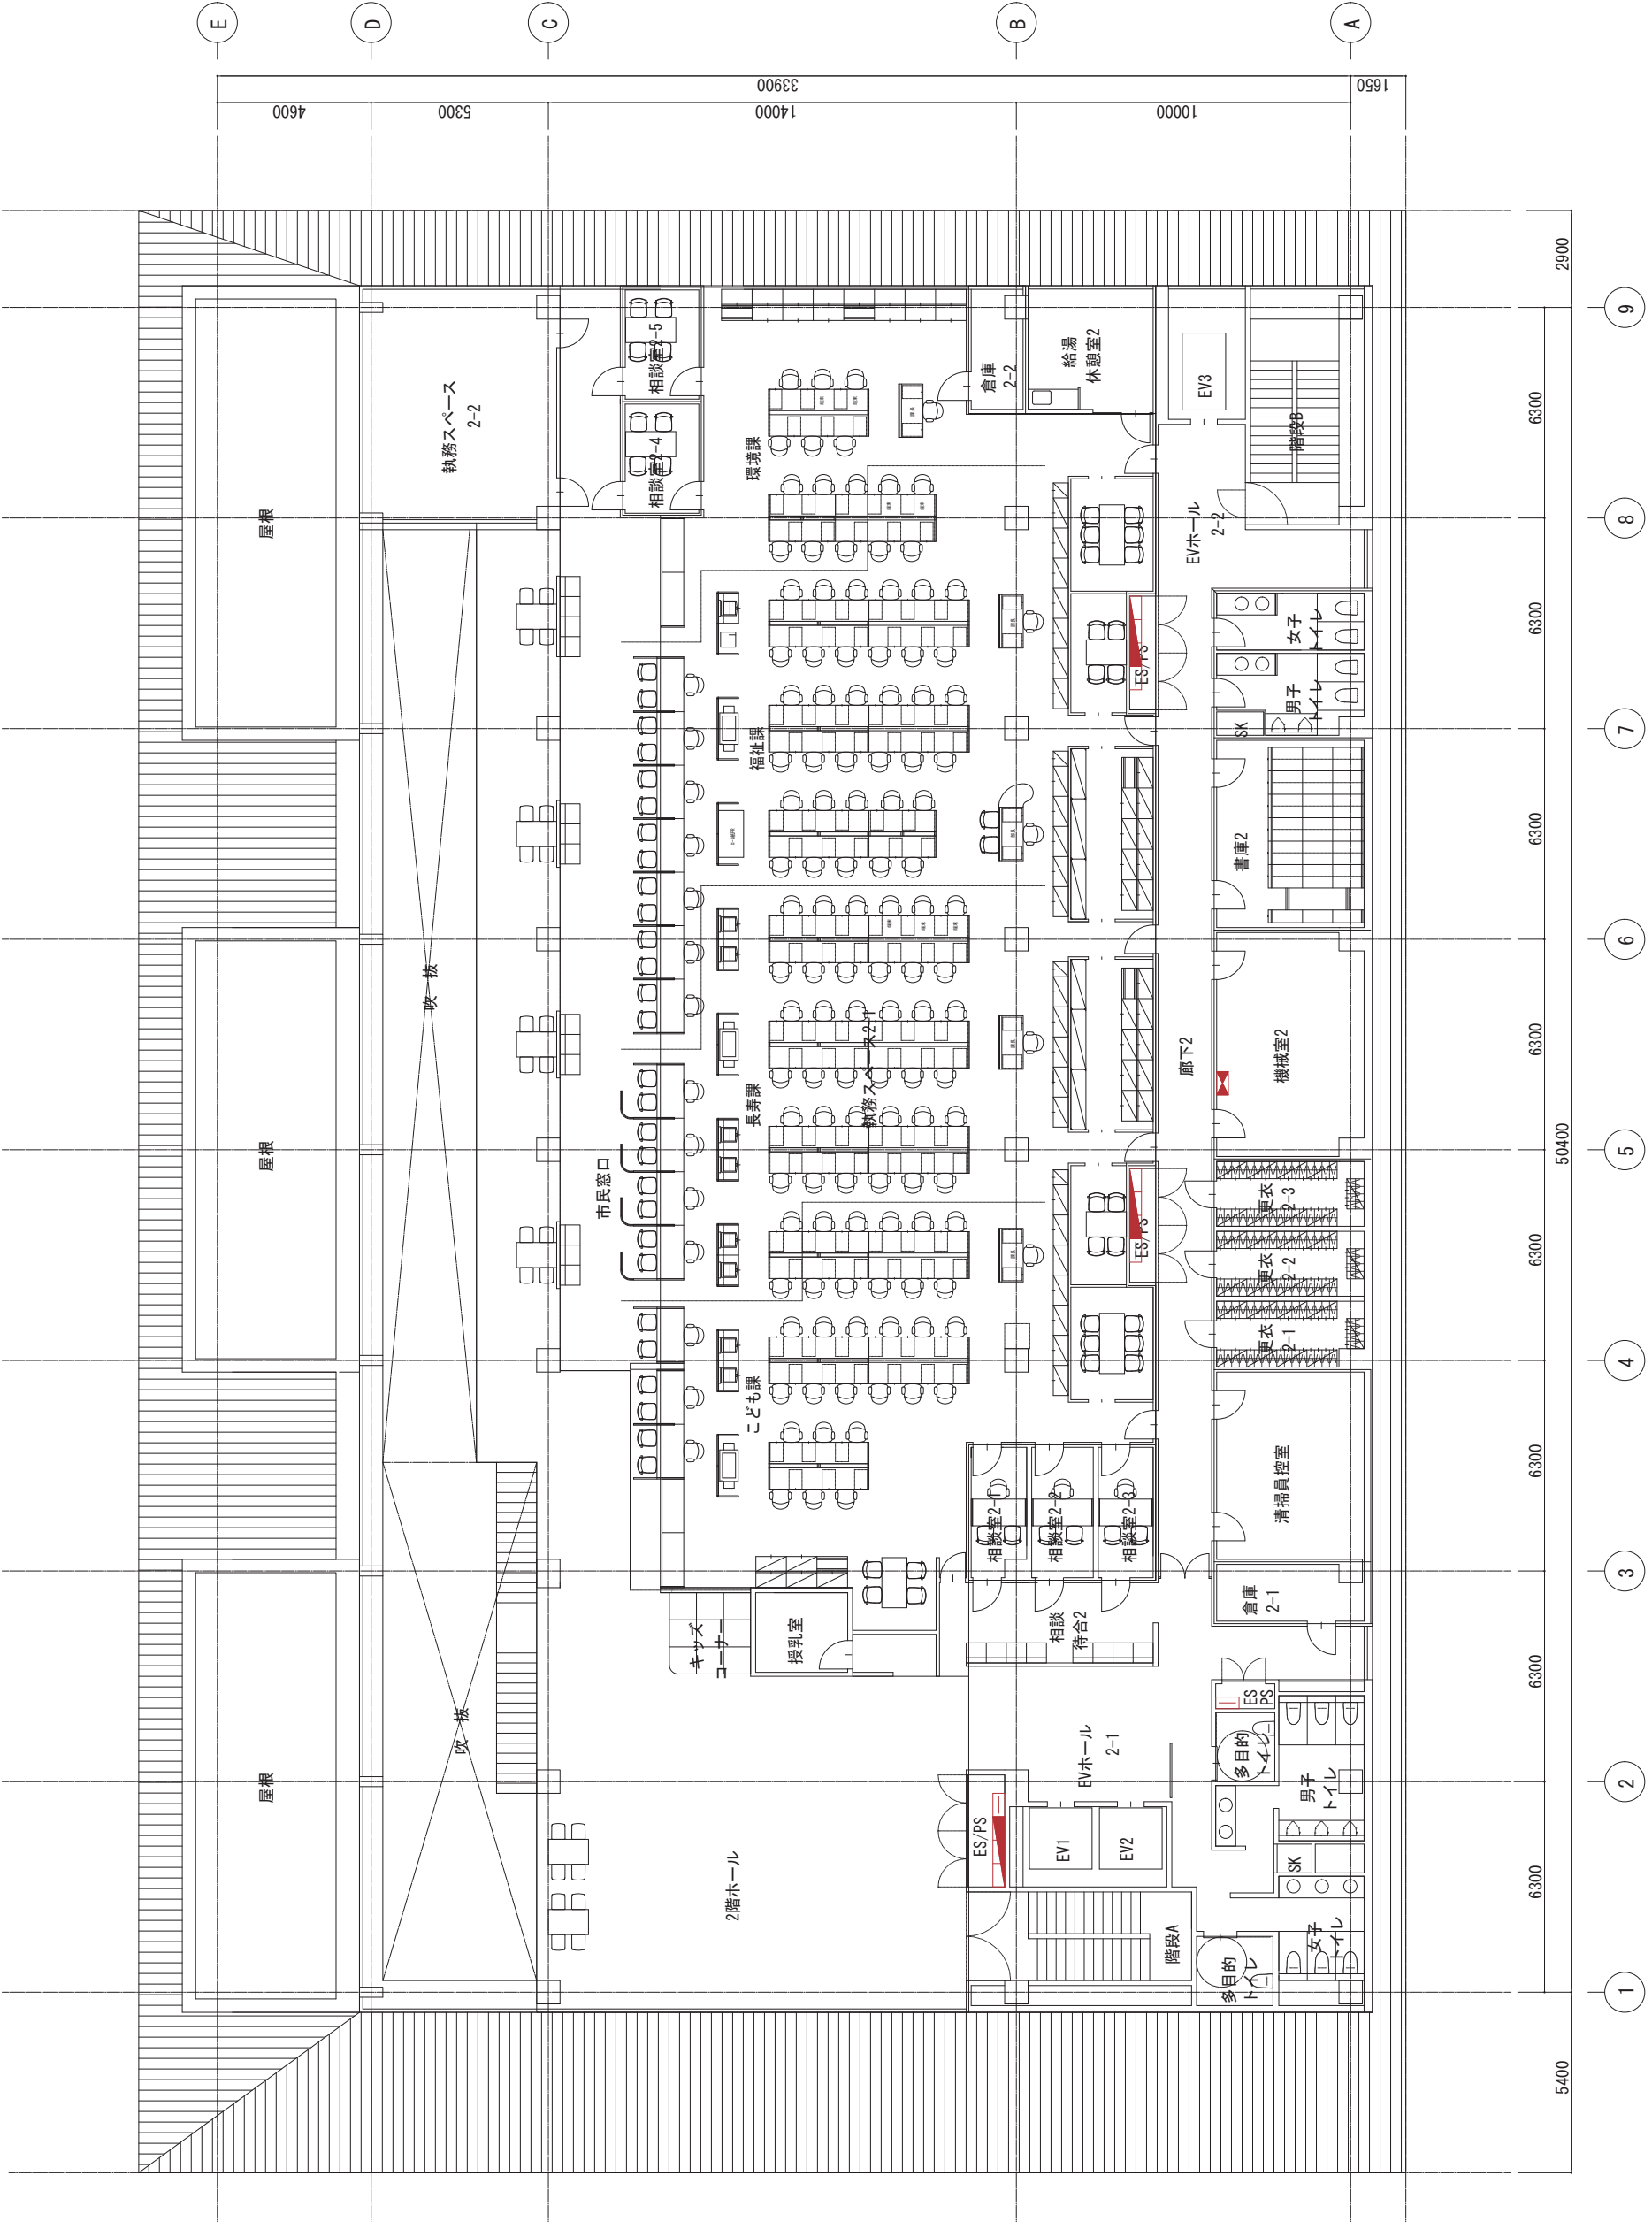 E
D
C
B
A
33900
1650
4600
5300
14000
10000
2900
9
6300
8
6300
7
6300
6
6300
50400
5
6300
4
6300
3
6300
2
6300
1
5400
屋根
屋根
屋根
執務スペース
2-2
吹 抜
吹 抜
相談室2-5
相談室2-4
環境課
福祉課
長寿課
こども課
執務スペース2-1
市民窓口
倉庫
2-2
給湯
休憩室2
EV3
階段B
EVホール
2-2
ES/PS
女子
トイレ
男子
トイレ
SK
書庫2
廊下2
機械室2
ES/PS
更衣
2-3
更衣
2-2
更衣
2-1
清掃員控室
相談室2-1
相談室2-2
相談室2-3
倉庫
2-1
相談
待合2
キッズ
コーナー
授乳室
ES
PS
多目的
トイレ
EVホール
2-1
男子
トイレ
ES/PS
EV1
EV2
SK
2階ホール
階段A
女子
トイレ
多目的
トイレ